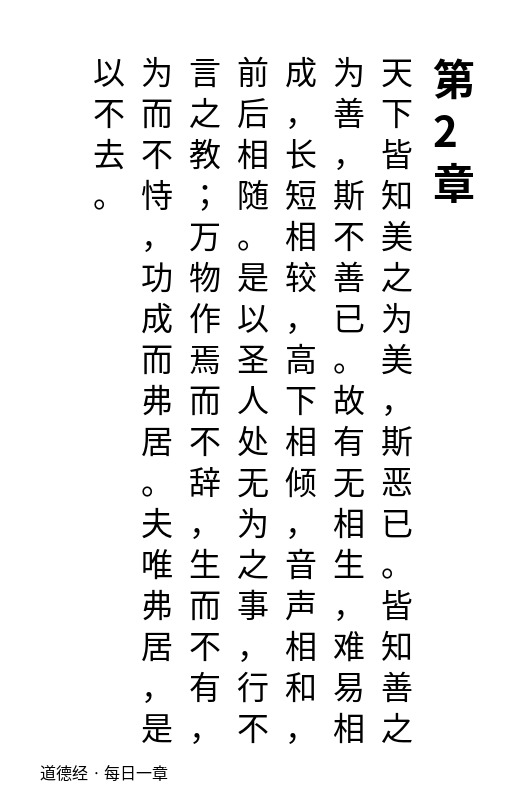 第2章
天下皆知美之为美，斯恶已。皆知善之
为善，斯不善已。故有无相生，难易相
成，长短相较，高下相倾，音声相和，
前后相随。是以圣人处无为之事，行不
言之教；万物作焉而不辞，生而不有，
为而不恃，功成而弗居。夫唯弗居，是
以不去。
道德经 · 每日一章